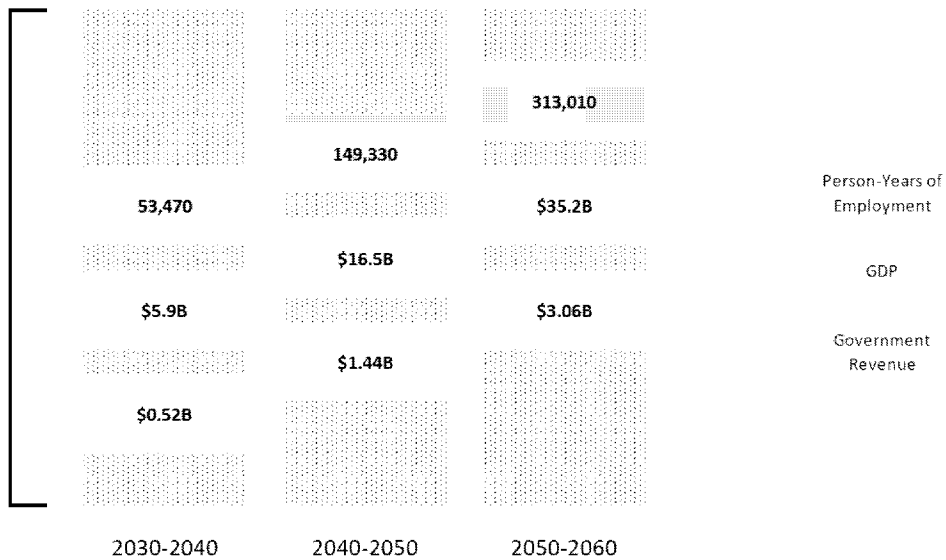 313,010
149,330
53,470
$35.2B
Person-Years of
Employment
$16.5B
GDP
$5.9B
$3.06B
Government
Revenue
$1.44B
$0.52B
2030-2040
2040-2050
2050-2060